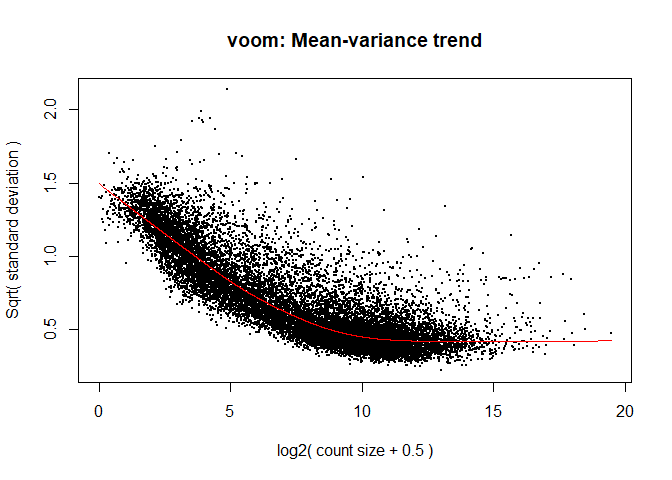 voom: Mean-variance trend
Sqrt( standard deviation )
2.0
1.5
1.0
0.5
0 5 10 15 20
log2( count size + 0.5 )